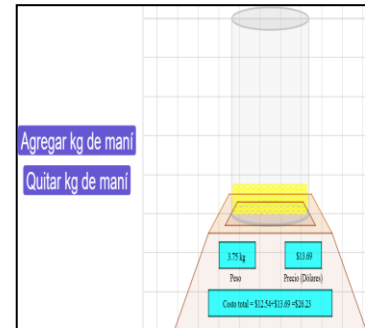 Agregar kg de maní
Quitar kg de maní
3.75 kg
$13.69
Peso
Precio (Dólares)
Costo total = $12.54+$13.69 =$26.23